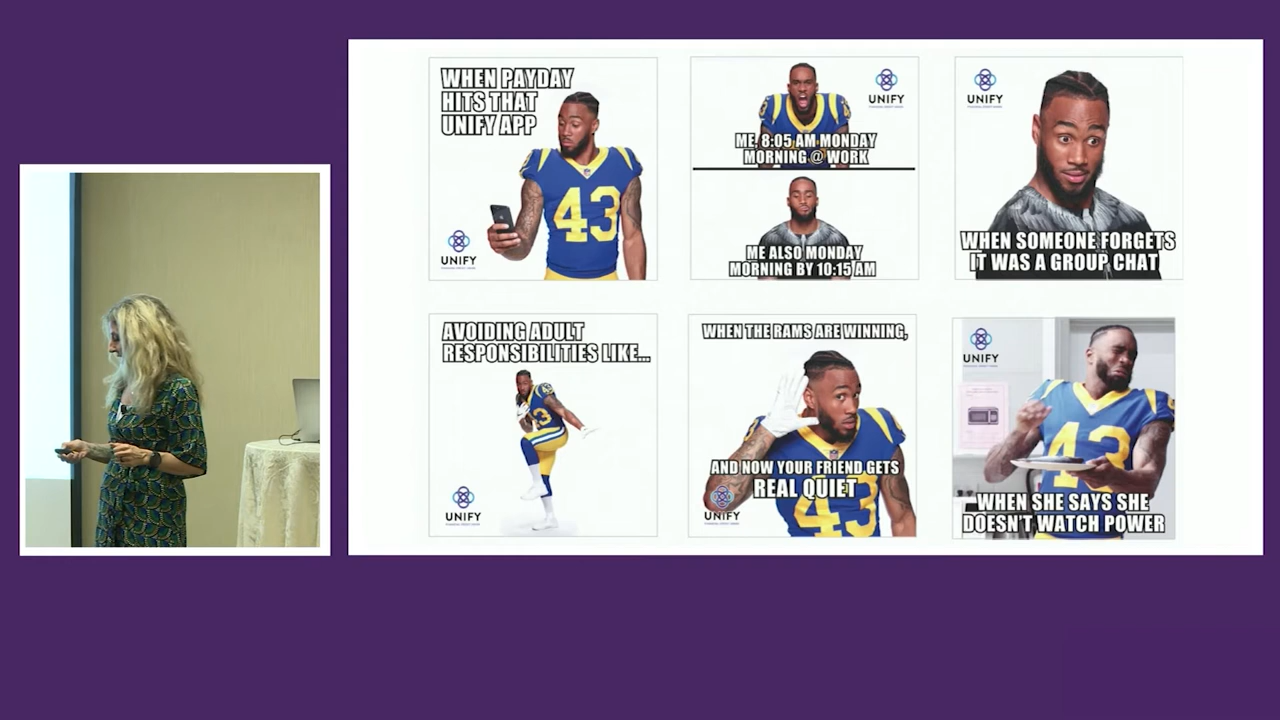 WHEN PAYDAY
HITS THAT
UNIFY APP
43
UNIFY
UNIFY
ME, 8:05 AM MONDAY
MORNING @ WORK
ME ALSO MONDAY
MORNING BY 10:15 AM
UNIFY
WHEN SOMEONE FORGETS
IT WAS A GROUP CHAT
AVOIDING ADULT
RESPONSIBILITIES LIKE...
UNIFY
WHEN THE RAMS ARE WINNING,
AND NOW YOUR FRIEND GETS
REAL QUIET
43
UNIFY
UNIFY
43
WHEN SHE SAYS SHE
DOESN'T WATCH POWER